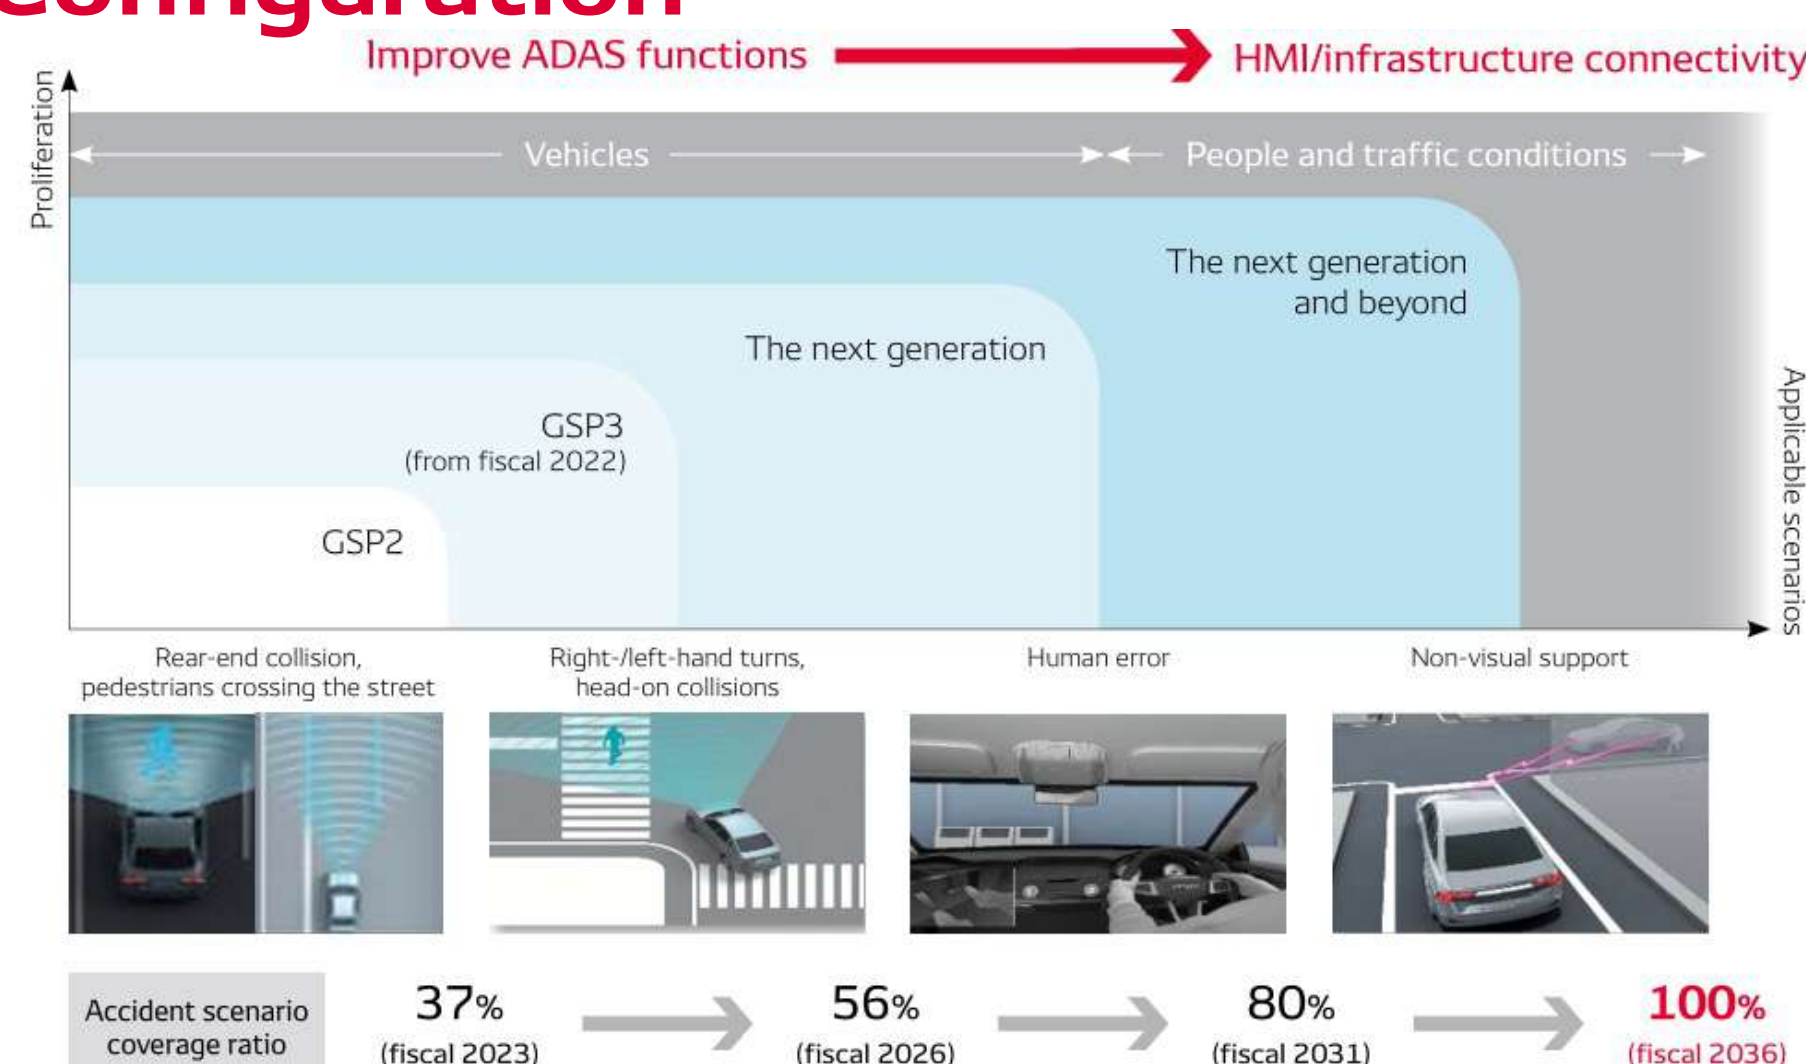 Configuration
Improve ADAS functions
HMI/infrastructure connectivity
Proliferation
Vehicles
People and traffic conditions
The next generation
and beyond
The next generation
GSP3
(from fiscal 2022)
GSP2
Applicable scenarios
Rear-end collision,
pedestrians crossing the street
Right-/left-hand turns,
head-on collisions
Human error
Non-visual support
Accident scenario
coverage ratio
37%
(fiscal 2023)
56%
(fiscal 2026)
80%
(fiscal 2031)
100%
(fiscal 2036)